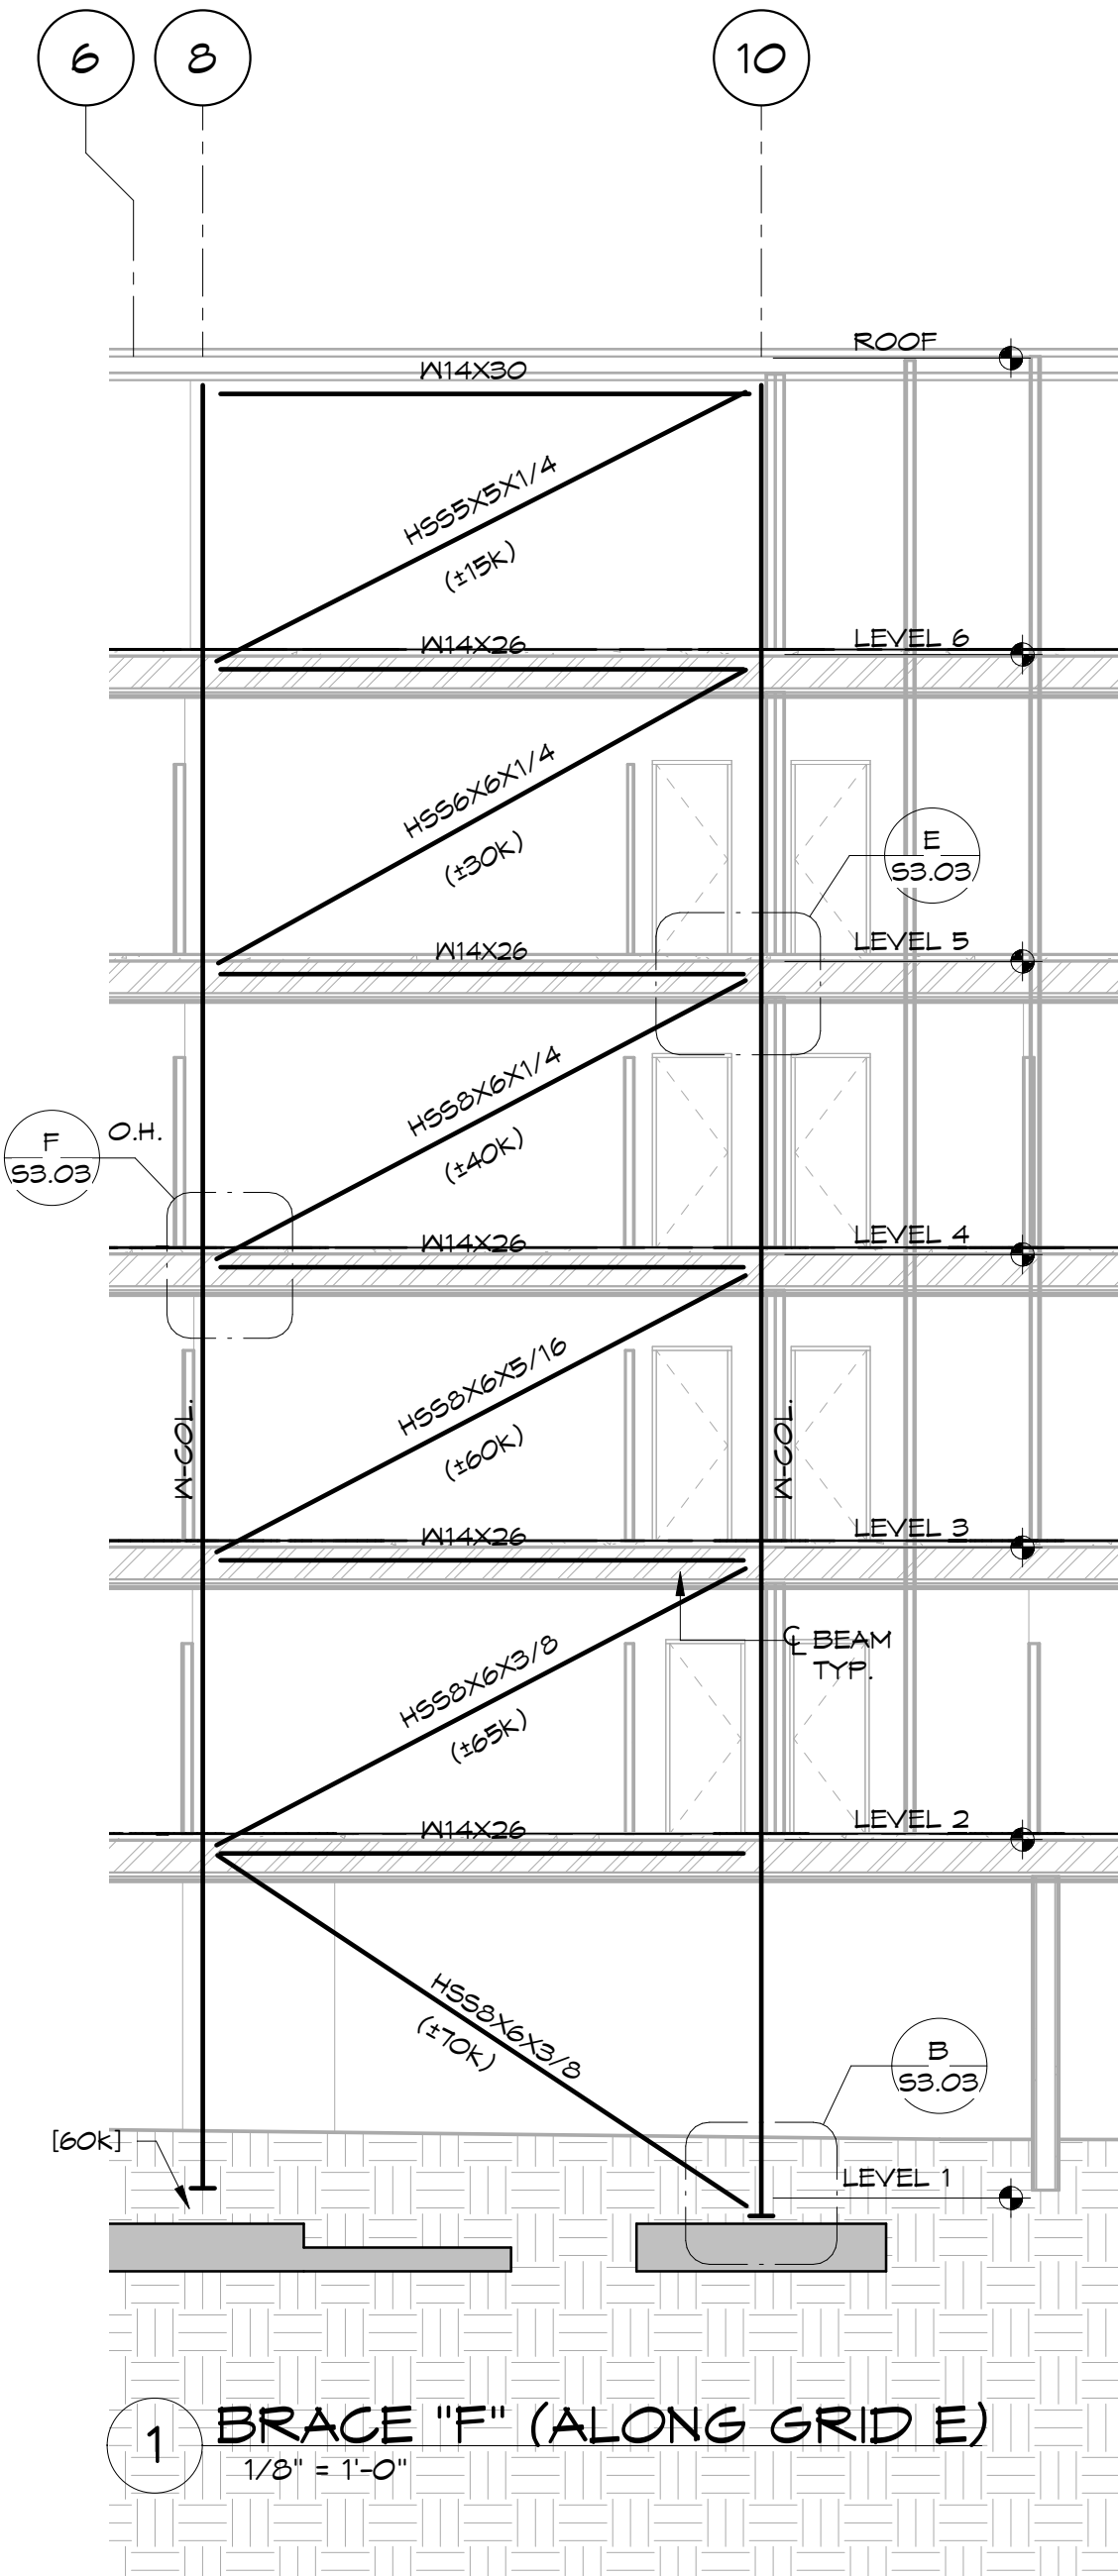 6
8
10
ROOF
W14X30
HSS5X5X1/4
(±15K)
LEVEL 6
W14X26
HSS6X6X1/4
(±30K)
E
S3.03
LEVEL 5
W14X26
HSS8X6X1/4
(±40K)
F
S3.03
O.H.
LEVEL 4
W14X26
HSS8X6X5/16
(±60K)
W-COL.
W-COL.
LEVEL 3
W14X26
℄ BEAM
TYP.
HSS8X6X3/8
(±65K)
LEVEL 2
W14X26
HSS8X6X3/8
(±70K)
B
S3.03
[60K]
LEVEL 1
1
BRACE "F" (ALONG GRID E)
1/8" = 1'-0"